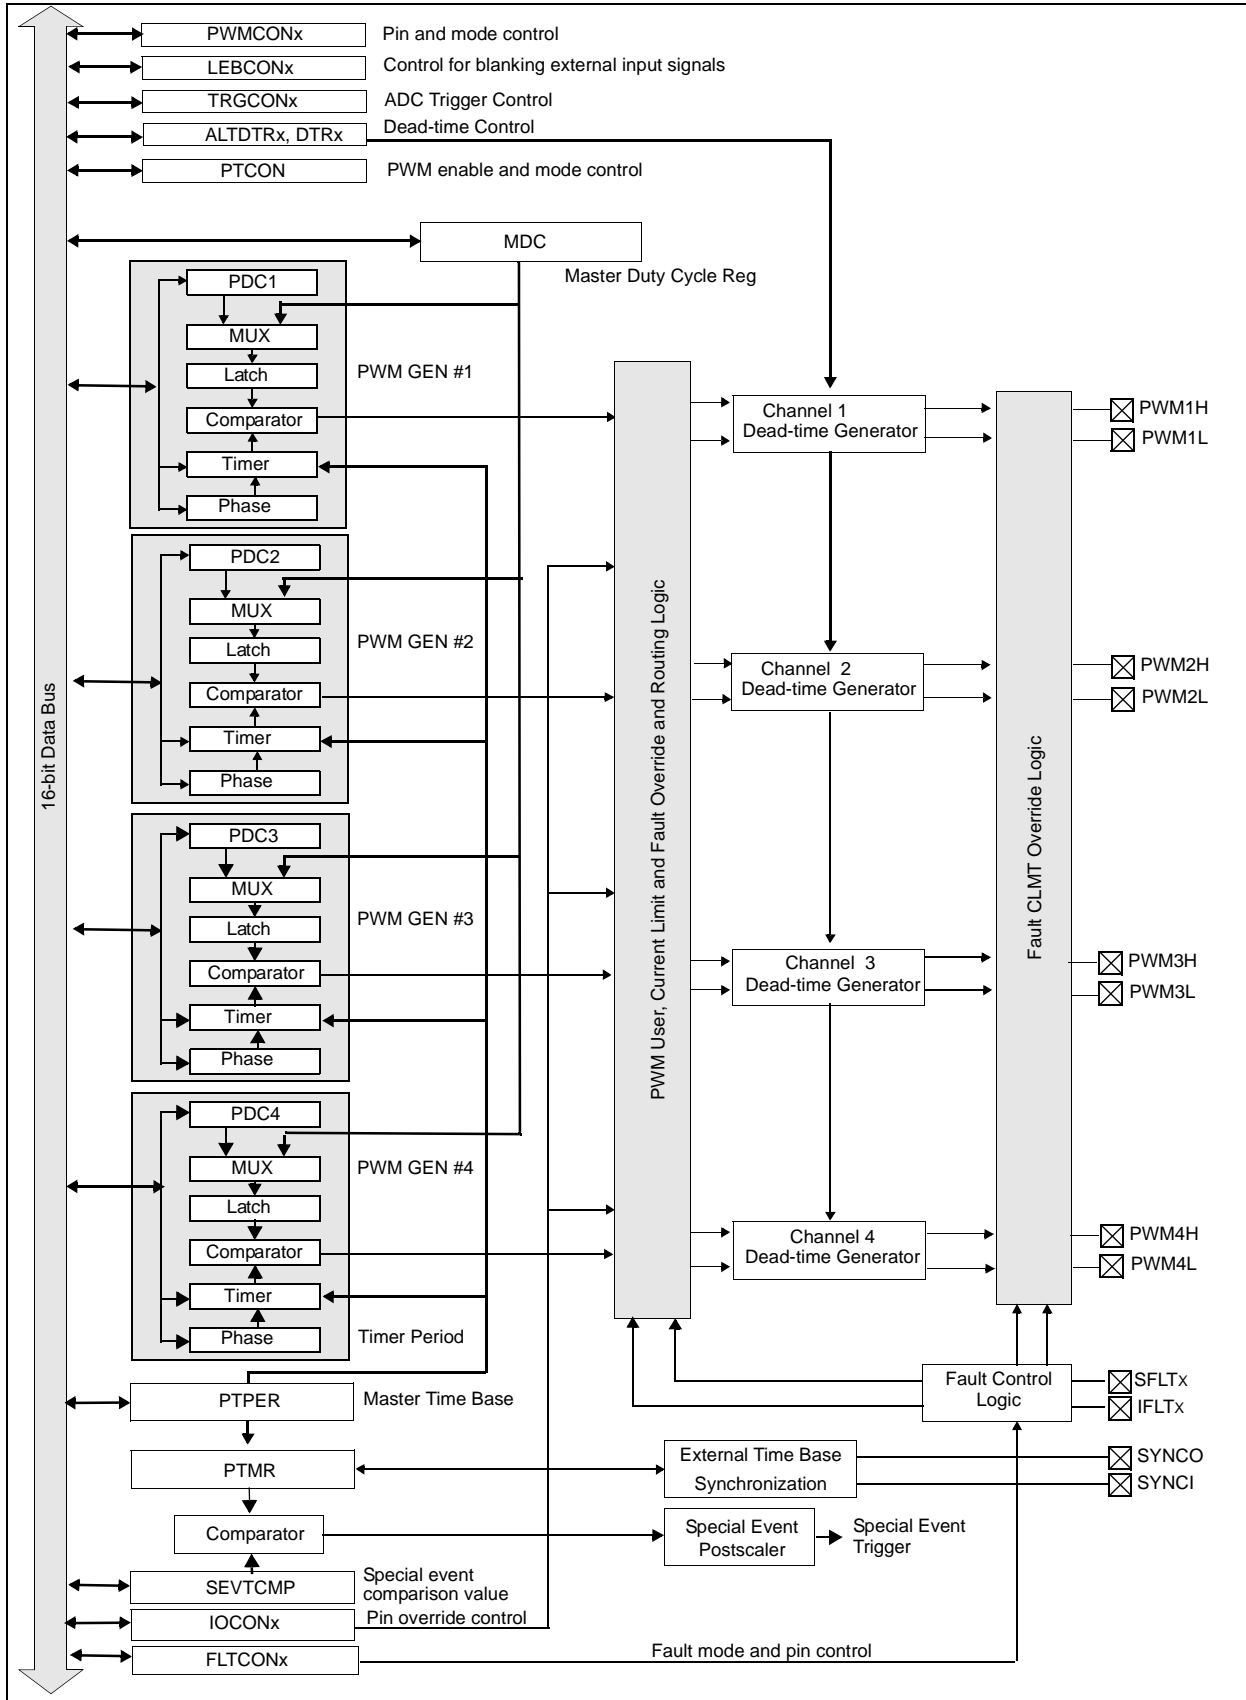 PWMCONx
Pin and mode control
LEBCONx
Control for blanking external input signals
TRGCONx
ADC Trigger Control
ALTDTRx, DTRx
Dead-time Control
PTCON
PWM enable and mode control
MDC
Master Duty Cycle Reg
16-bit Data Bus
PDC1
MUX
Latch
Comparator
Timer
Phase
PWM GEN #1
PDC2
MUX
Latch
Comparator
Timer
Phase
PWM GEN #2
PDC3
MUX
Latch
Comparator
Timer
Phase
PWM GEN #3
PDC4
MUX
Latch
Comparator
Timer
Phase
PWM GEN #4
Timer Period
PWM User, Current Limit and Fault Override and Routing Logic
Channel 1
Dead-time Generator
Channel 2
Dead-time Generator
Channel 3
Dead-time Generator
Channel 4
Dead-time Generator
Fault CLMT Override Logic
PWM1H
PWM1L
PWM2H
PWM2L
PWM3H
PWM3L
PWM4H
PWM4L
Fault Control
Logic
SFLTX
IFLTX
PTPER
Master Time Base
PTMR
External Time Base
Synchronization
SYNCO
SYNCI
Comparator
Special Event
Postscaler
Special Event
Trigger
SEVTCMP
Special event
comparison value
IOCONx
Pin override control
FLTCONx
Fault mode and pin control